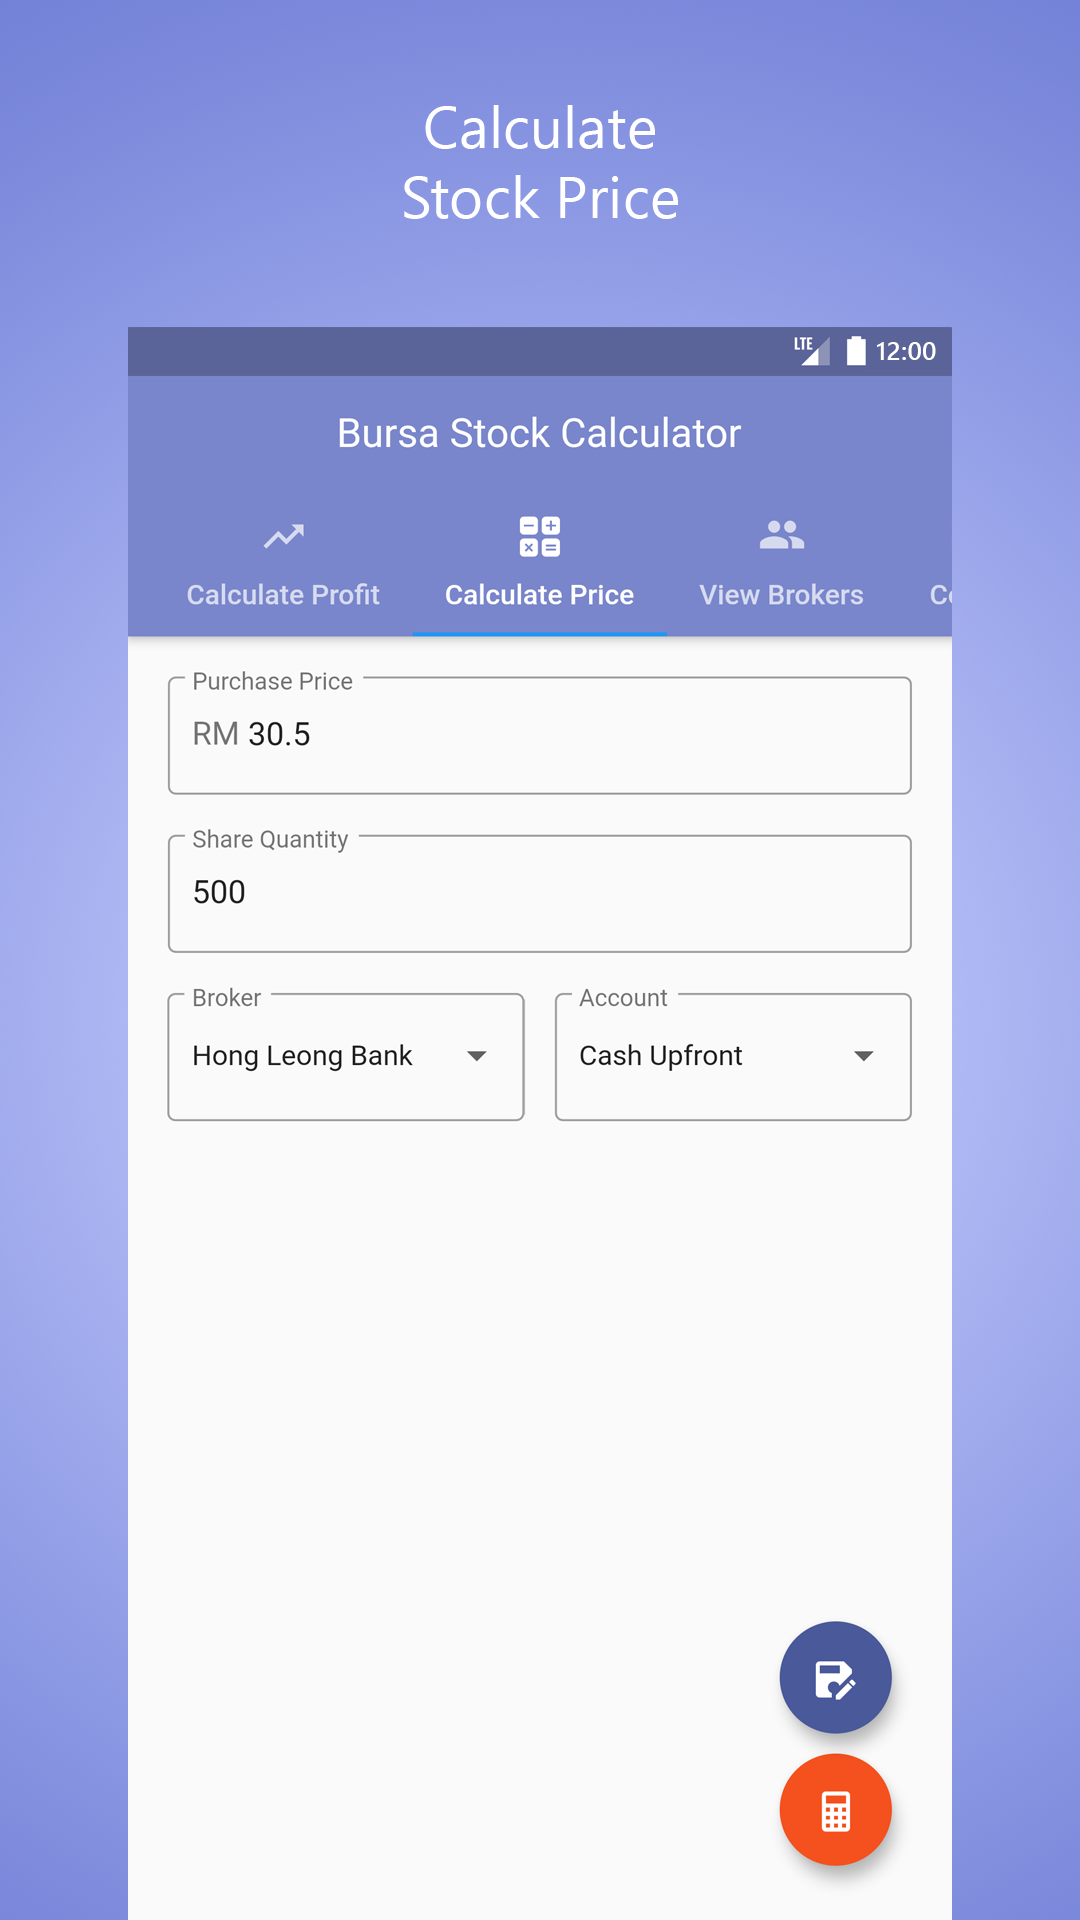 Calculate
Stock Price
LTE 12:00
Bursa Stock Calculator
Calculate Profit Calculate Price View Brokers
Purchase Price
RM 30.5
Share Quantity
500
Broker Account
Hong Leong Bank Cash Upfront